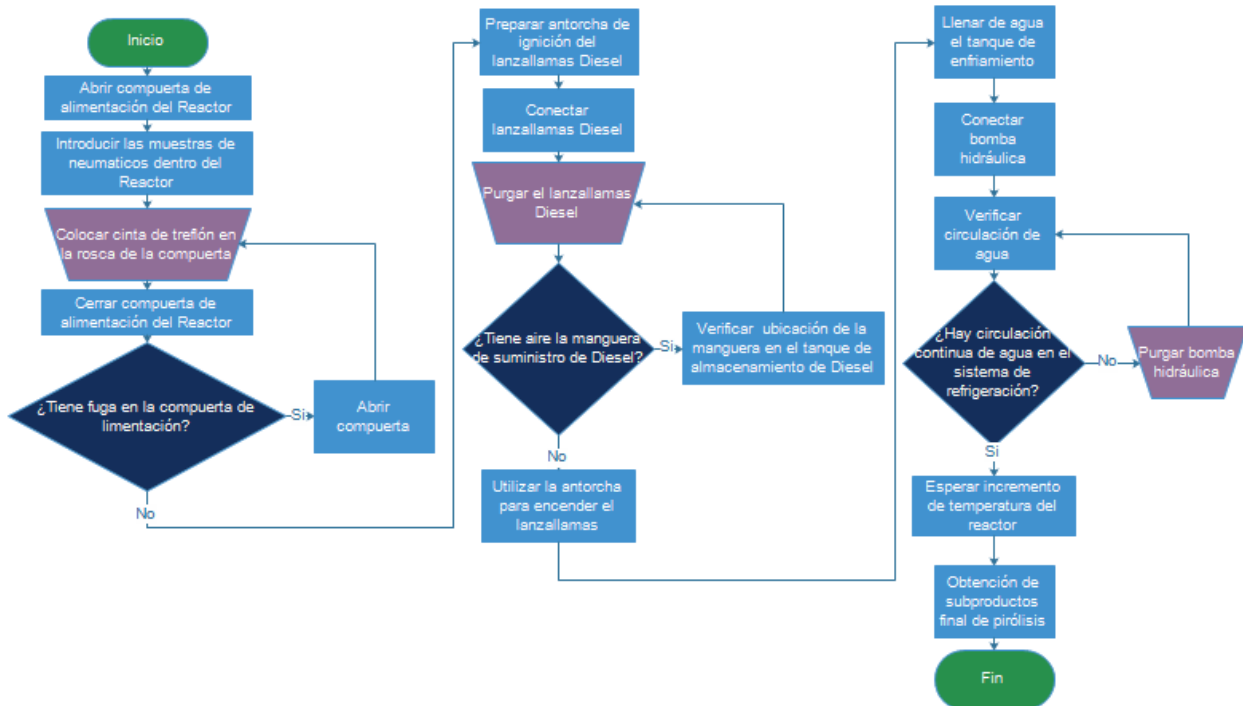 Inicio
Abrir compuerta de
alimentación del Reactor
Introducir las muestras de
neumaticos dentro del
Reactor
Colocar cinta de treflón en
la rosca de la compuerta
Cerrar compuerta de
alimentación del Reactor
¿Tiene fuga en la compuerta de
limentación?
Si
Abrir
compuerta
No
Preparar antorcha de
ignición del
lanzallamas Diesel
Conectar
lanzallamas Diesel
Purgar el lanzallamas
Diesel
¿Tiene aire la manguera
de suministro de Diesel?
Si
Verificar ubicación de la
manguera en el tanque de
almacenamiento de Diesel
No
Utilizar la antorcha
para encender el
lanzallamas
Llenar de agua
el tanque de
enfriamiento
Conectar
bomba
hidráulica
Verificar
circulación de
agua
¿Hay circulación
continua de agua en el
sistema de
refrigeración?
No
Purgar bomba
hidráulica
Si
Esperar incremento
de temperatura del
reactor
Obtención de
subproductos
final de pirólisis
Fin